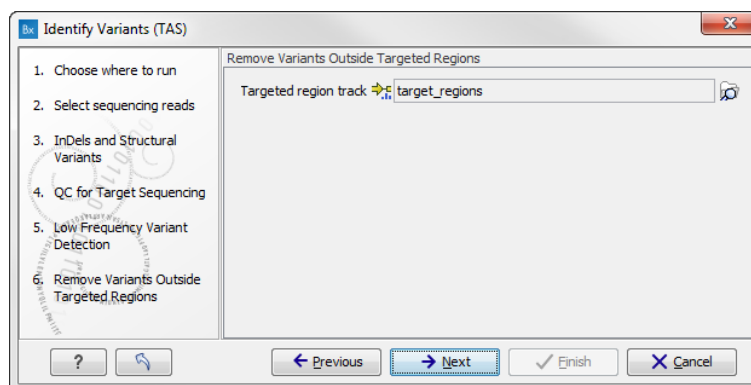 Bx Identify Variants (TAS)
1. Choose where to run
2. Select sequencing reads
3. InDels and Structural
Variants
4. QC for Target Sequencing
5. Low Frequency Variant
Detection
6. Remove Variants Outside
Targeted Regions
Remove Variants Outside Targeted Regions
Targeted region track target_regions
?
Previous
Next
Finish
Cancel